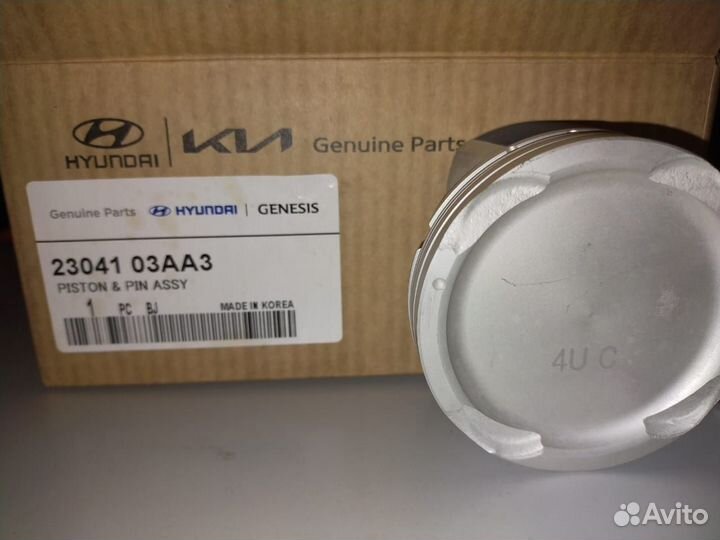 HYUNDAI
KIA
Genuine Parts
Genuine Parts HYUNDAI | GENESIS
23041 03AA3
PISTON & PIN ASSY
1 PC BJ MADE IN KOREA
4U C
Avito